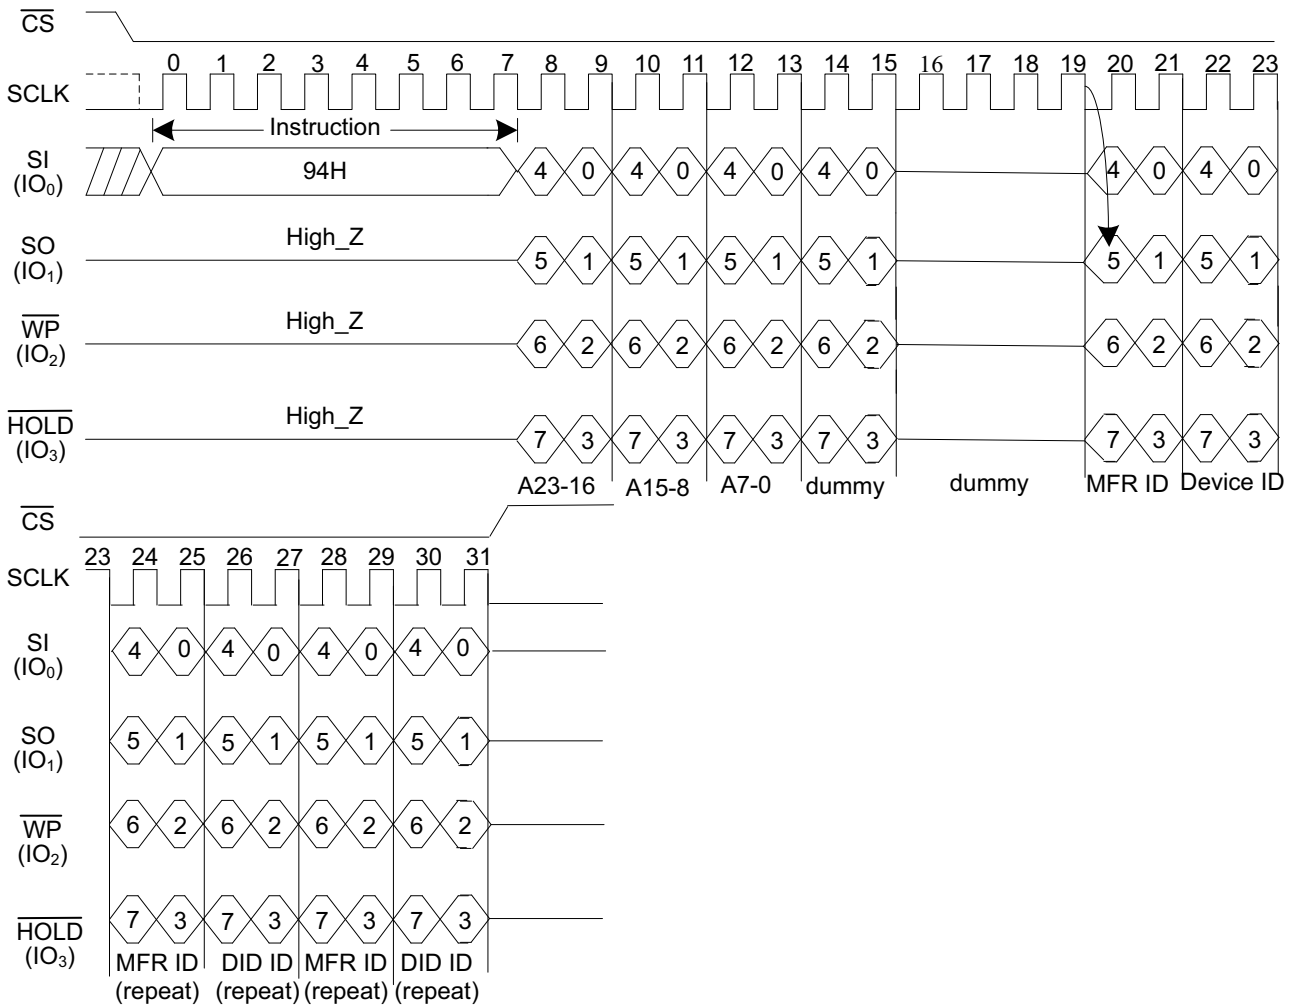 CS
0 1 2 3 4 5 6 7 8 9 10 11 12 13 14 15 16 17 18 19 20 21 22 23
SCLK
Instruction
SI
(IO₀)
94H
4 0 4 0 4 0 4 0 4 0 4 0
SO
(IO₁)
High_Z
5 1 5 1 5 1 5 1 5 1 5 1
WP
(IO₂)
High_Z
6 2 6 2 6 2 6 2 6 2 6 2
HOLD
(IO₃)
High_Z
7 3 7 3 7 3 7 3 7 3 7 3
A23-16 A15-8 A7-0 dummy dummy MFR ID Device ID
CS
23 24 25 26 27 28 29 30 31
SCLK
SI
(IO₀)
4 0 4 0 4 0 4 0
SO
(IO₁)
5 1 5 1 5 1 5 1
WP
(IO₂)
6 2 6 2 6 2 6 2
HOLD
(IO₃)
7 3 7 3 7 3 7 3
MFR ID DID ID MFR ID DID ID
(repeat) (repeat) (repeat) (repeat)